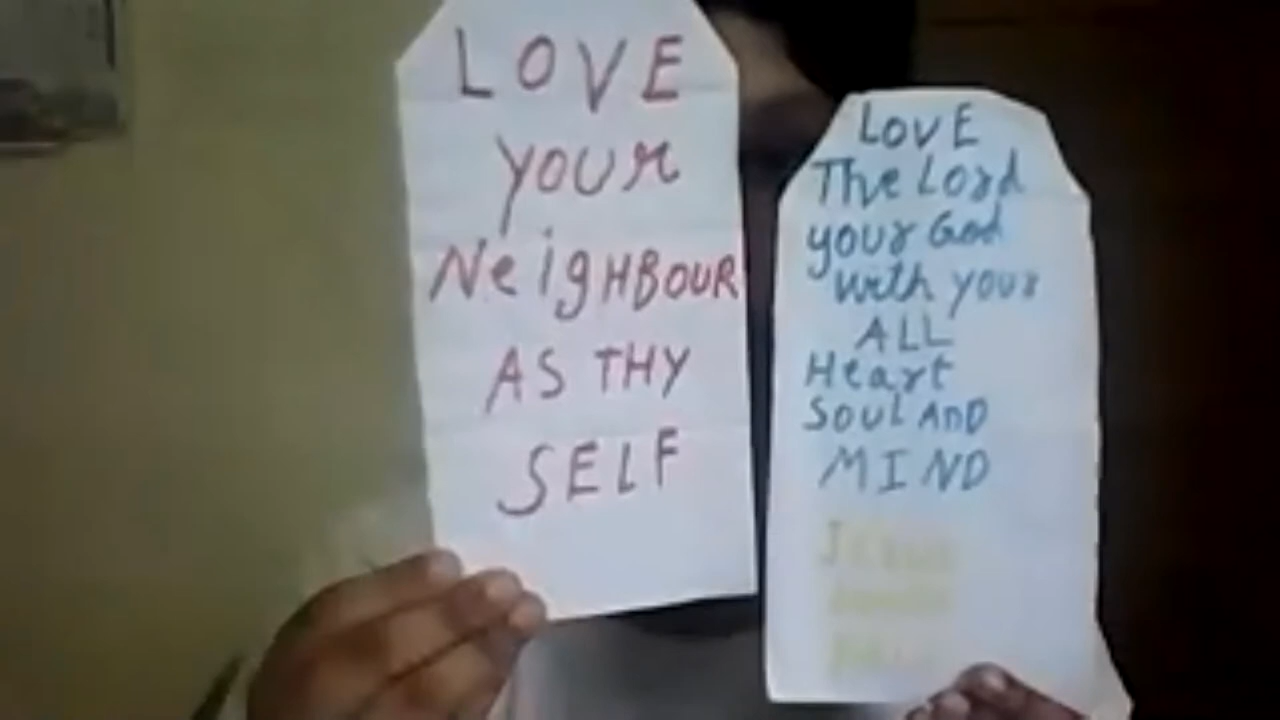 LOVE
your
NeigHBOUR
AS THY
SELF
LOVE
The Lord
your God
with your
ALL
Heart
SOUL AnD
MIND